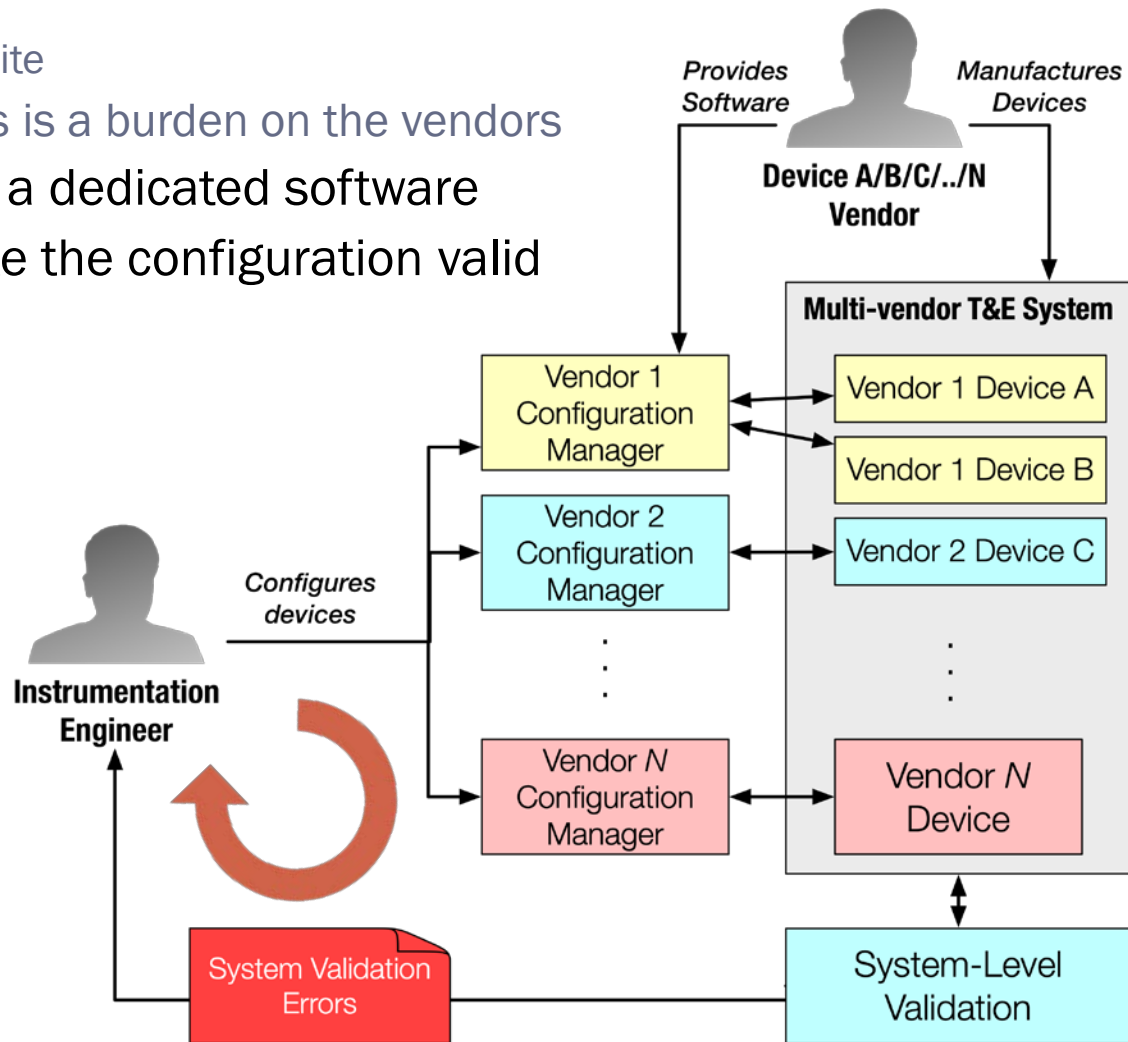 ite
s is a burden on the vendors
a dedicated software
e the configuration valid
Provides
Software
Manufactures
Devices
Device A/B/C/../N
Vendor
Multi-vendor T&E System
Vendor 1
Configuration
Manager
Vendor 1 Device A
Vendor 1 Device B
Vendor 2
Configuration
Manager
Vendor 2 Device C
Configures
devices
.
.
.
.
.
.
Instrumentation
Engineer
Vendor N
Configuration
Manager
Vendor N
Device
System Validation
Errors
System-Level
Validation